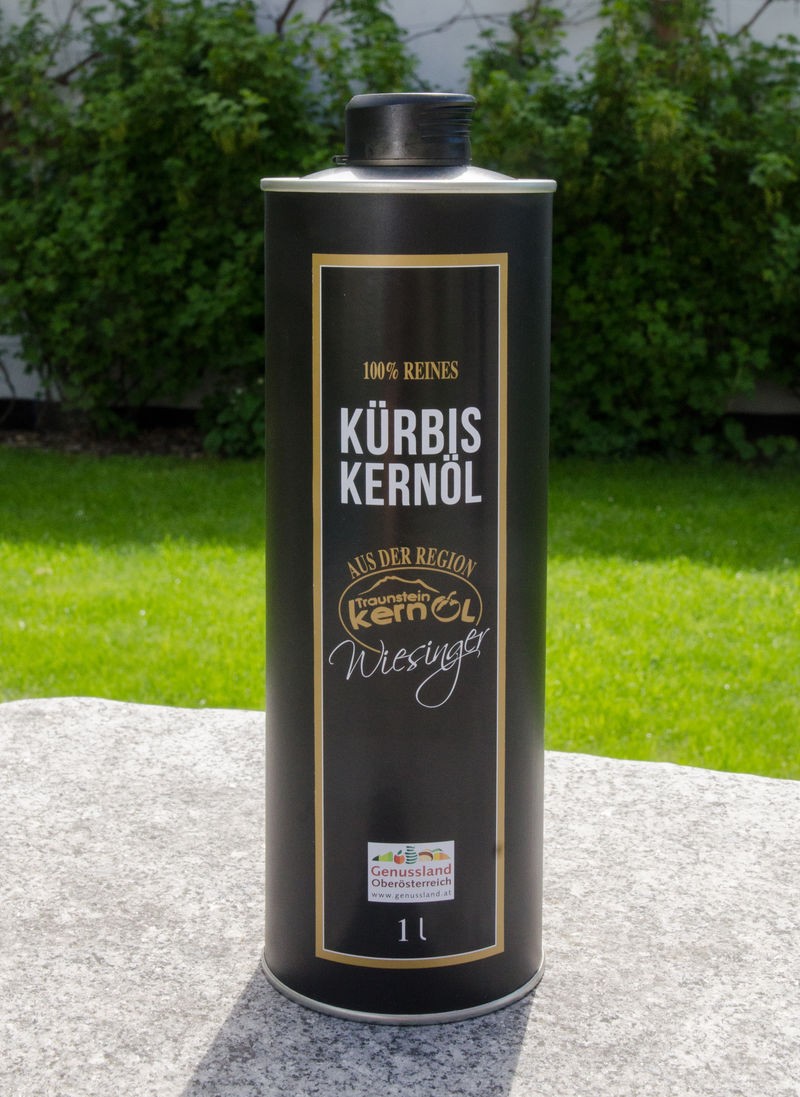 100% REINES
KÜRBIS
KERNÖL
AUS DER REGION
Traunstein
kernÖL
Wiesinger
Genussland
Oberösterreich
www.genussland.at
1 l